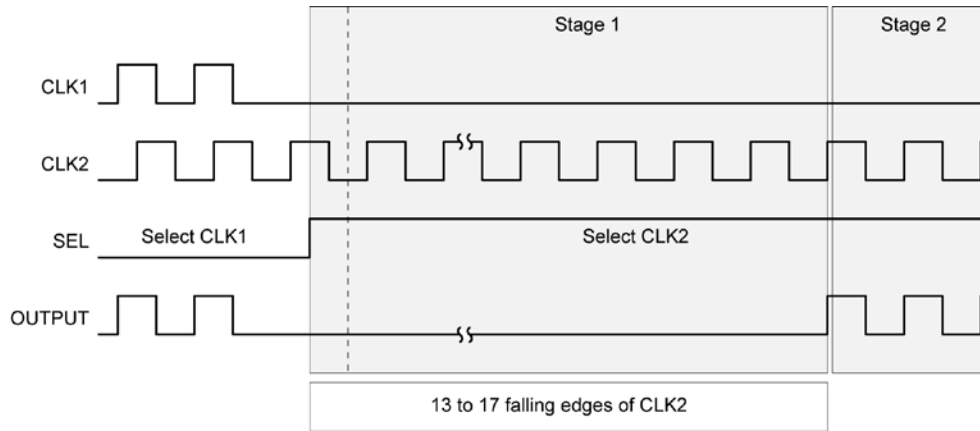 Stage 1
Stage 2
CLK1
CLK2
SEL
Select CLK1
Select CLK2
OUTPUT
13 to 17 falling edges of CLK2